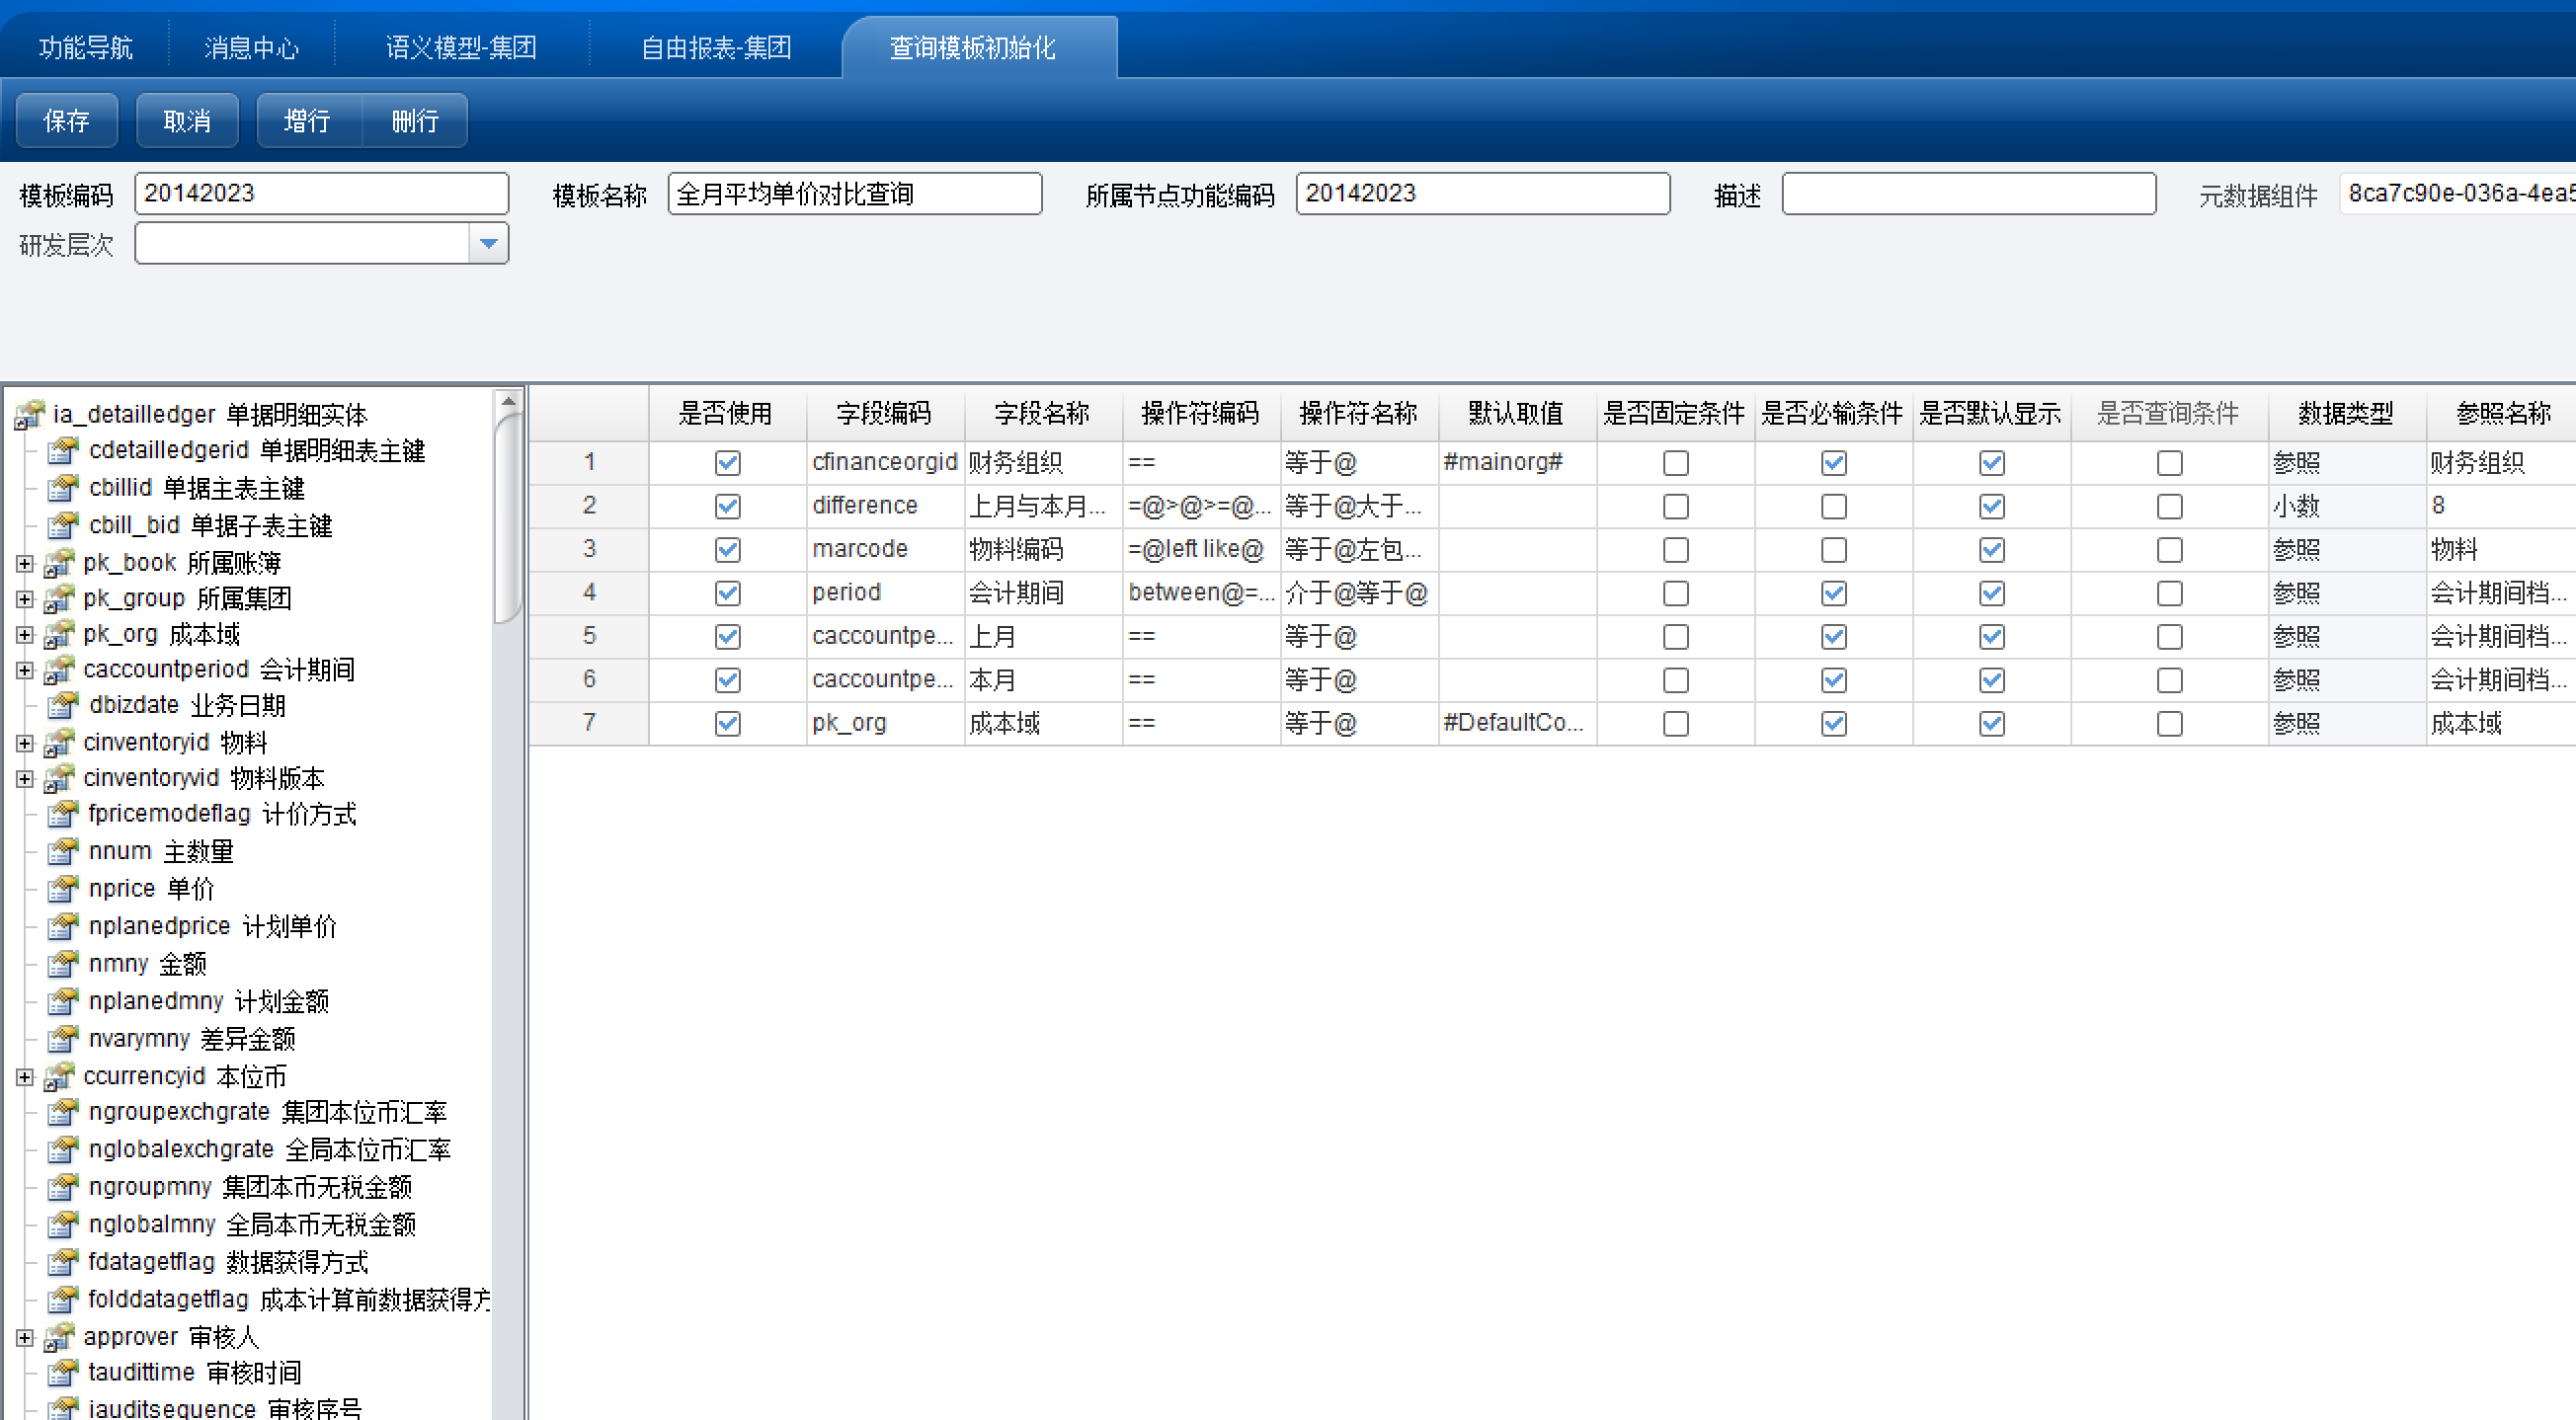 功能导航 消息中心 语义模型-集团 自由报表-集团 查询模板初始化
保存 取消 增行 删行
模板编码 20142023 模板名称 全月平均单价对比查询 所属节点功能编码 20142023 描述 元数据组件 8ca7c90e-036a-4ea5
研发层次
ia_detailledger 单据明细实体
cdetailledgerid 单据明细表主键
cbillid 单据主表主键
cbill_bid 单据子表主键
pk_book 所属账簿
pk_group 所属集团
pk_org 成本域
caccountperiod 会计期间
dbizdate 业务日期
cinventoryid 物料
cinventoryvid 物料版本
fpricemodeflag 计价方式
nnum 主数量
nprice 单价
nplanedprice 计划单价
nmny 金额
nplanedmny 计划金额
nvarymny 差异金额
ccurrencyid 本位币
ngroupexchgrate 集团本位币汇率
nglobalexchgrate 全局本位币汇率
ngroupmny 集团本币无税金额
nglobalmny 全局本币无税金额
fdatagetflag 数据获得方式
folddatagetflag 成本计算前数据获得方
approver 审核人
taudittime 审核时间
iauditsequence 审核序号
是否使用 字段编码 字段名称 操作符编码 操作符名称 默认取值 是否固定条件 是否必输条件 是否默认显示 是否查询条件 数据类型 参照名称
1 cfinanceorgid 财务组织 == 等于@ #mainorg# 参照 财务组织
2 difference 上月与本月... =@>@>=@... 等于@大于... 小数 8
3 marcode 物料编码 =@left like@ 等于@左包... 参照 物料
4 period 会计期间 between@=... 介于@等于@ 参照 会计期间档...
5 caccountpe... 上月 == 等于@ 参照 会计期间档...
6 caccountpe... 本月 == 等于@ 参照 会计期间档...
7 pk_org 成本域 == 等于@ #DefaultCo... 参照 成本域